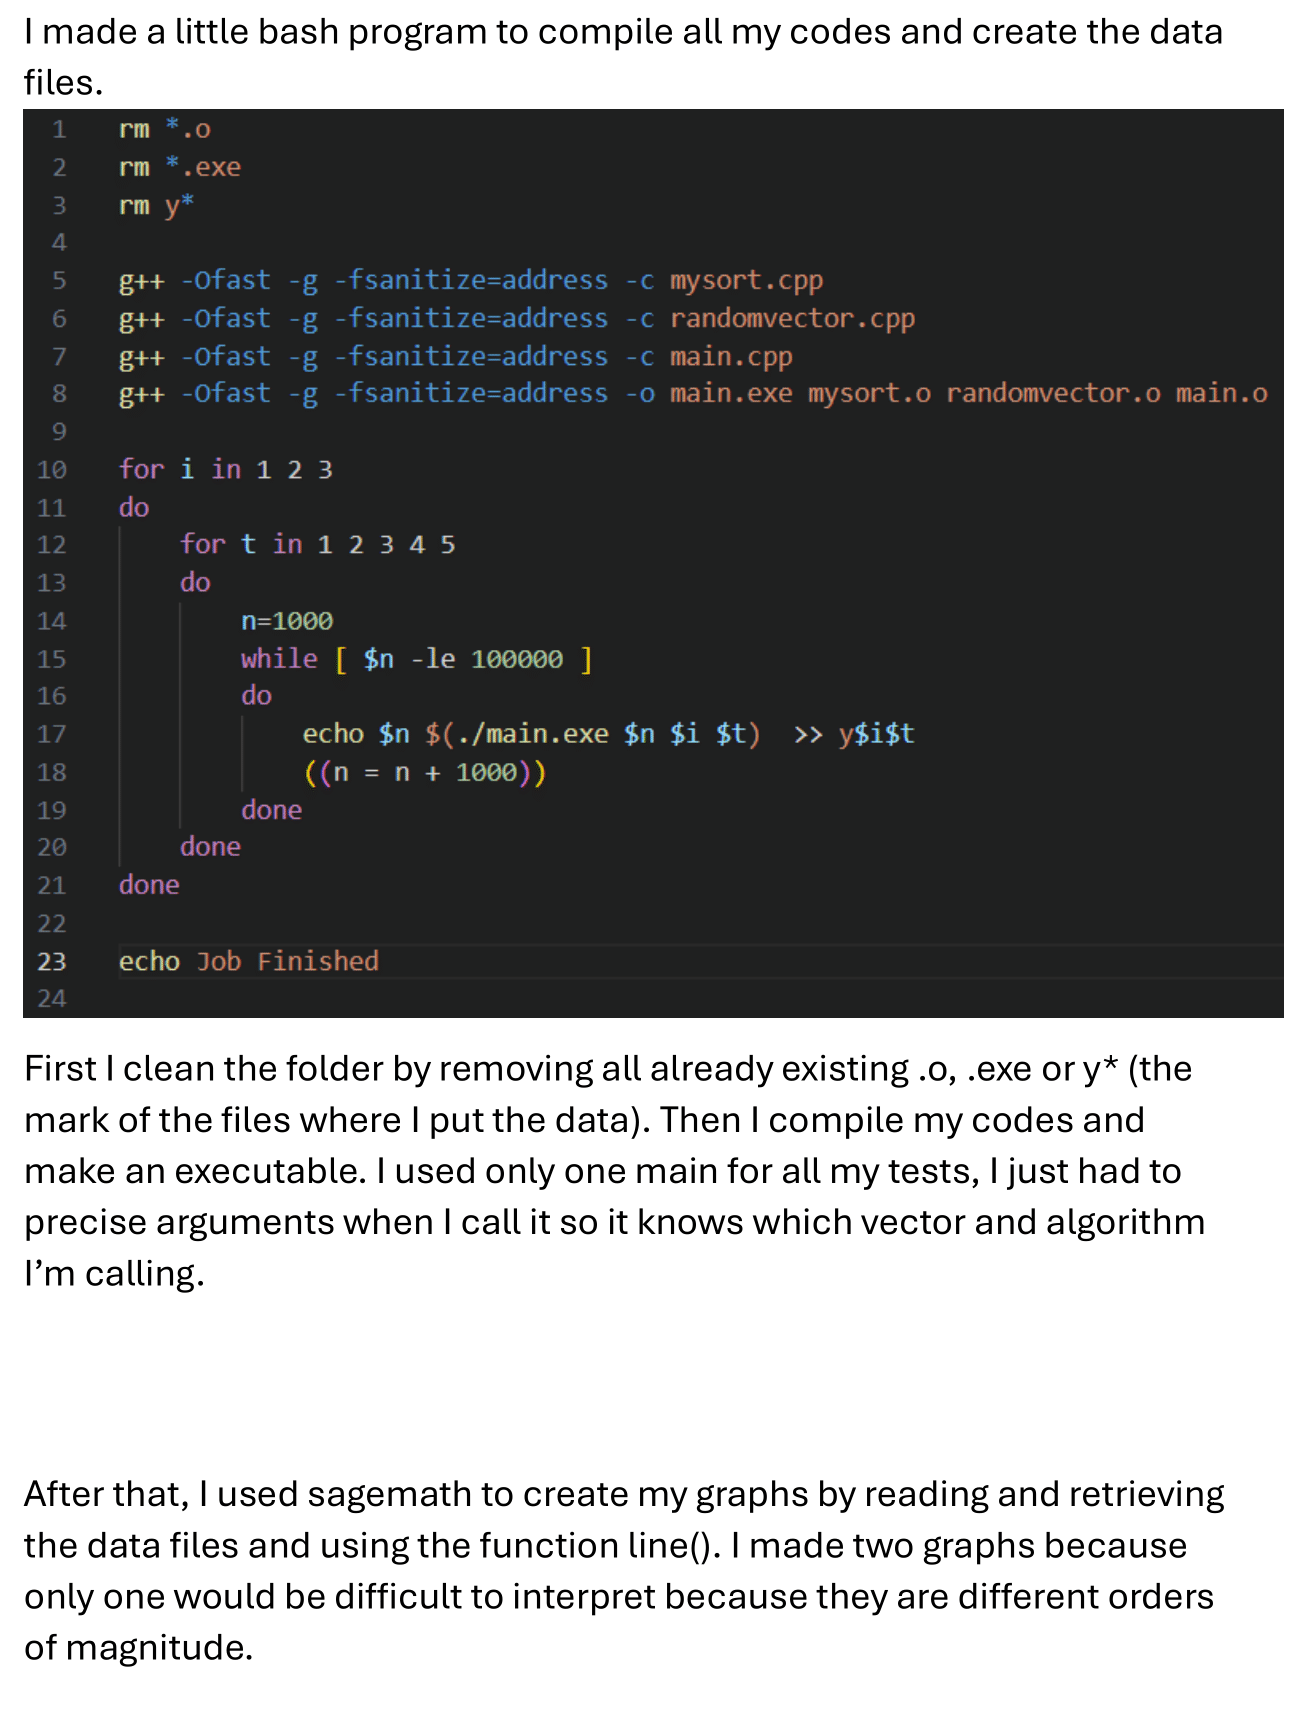 I made a little bash program to compile all my codes and create the data
files.
1 rm *.o
2 rm *.exe
3 rm y*
4
5 g++ -Ofast -g -fsanitize=address -c mysort.cpp
6 g++ -Ofast -g -fsanitize=address -c randomvector.cpp
7 g++ -Ofast -g -fsanitize=address -c main.cpp
8 g++ -Ofast -g -fsanitize=address -o main.exe mysort.o randomvector.o main.o
9
10 for i in 1 2 3
11 do
12     for t in 1 2 3 4 5
13     do
14         n=1000
15         while [ $n -le 100000 ]
16         do
17             echo $n $(./main.exe $n $i $t)  >> y$i$t
18             ((n = n + 1000))
19         done
20     done
21 done
22
23 echo Job Finished
24
First I clean the folder by removing all already existing .o, .exe or y* (the
mark of the files where I put the data). Then I compile my codes and
make an executable. I used only one main for all my tests, I just had to
precise arguments when I call it so it knows which vector and algorithm
I’m calling.
After that, I used sagemath to create my graphs by reading and retrieving
the data files and using the function line(). I made two graphs because
only one would be difficult to interpret because they are different orders
of magnitude.